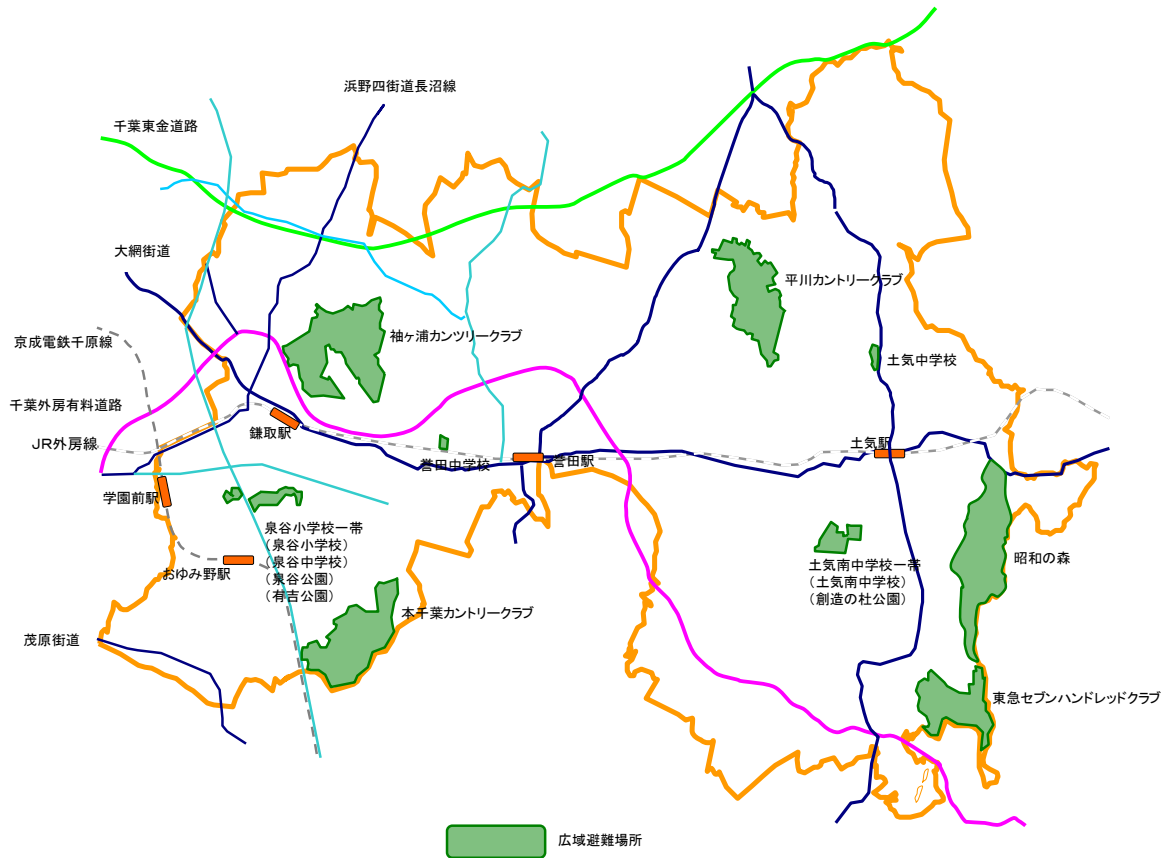 浜野四街道長沼線
千葉東金道路
大網街道
平川カントリークラブ
京成電鉄千原線
袖ヶ浦カンツリークラブ
土気中学校
千葉外房有料道路
鎌取駅
JR外房線
土気駅
誉田中学校
誉田駅
学園前駅
泉谷小学校一帯
(泉谷小学校)
(泉谷中学校)
(泉谷公園)
(有吉公園)
おゆみ野駅
土気南中学校一帯
(土気南中学校)
(創造の杜公園)
昭和の森
本千葉カントリークラブ
茂原街道
東急セブンハンドレッドクラブ
広域避難場所